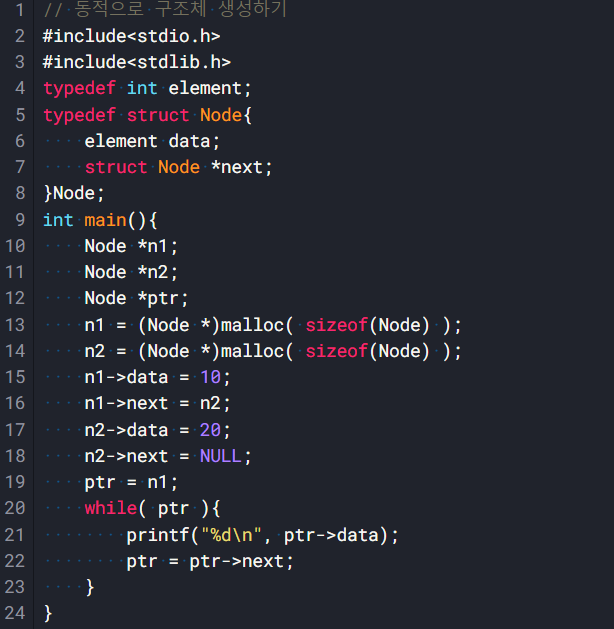 1 // 동적으로 구조체 생성하기
2 #include<stdio.h>
3 #include<stdlib.h>
4 typedef int element;
5 typedef struct Node{
6     element data;
7     struct Node *next;
8 }Node;
9 int main(){
10     Node *n1;
11     Node *n2;
12     Node *ptr;
13     n1 = (Node *)malloc( sizeof(Node) );
14     n2 = (Node *)malloc( sizeof(Node) );
15     n1->data = 10;
16     n1->next = n2;
17     n2->data = 20;
18     n2->next = NULL;
19     ptr = n1;
20     while( ptr ){
21         printf("%d\n", ptr->data);
22         ptr = ptr->next;
23     }
24 }